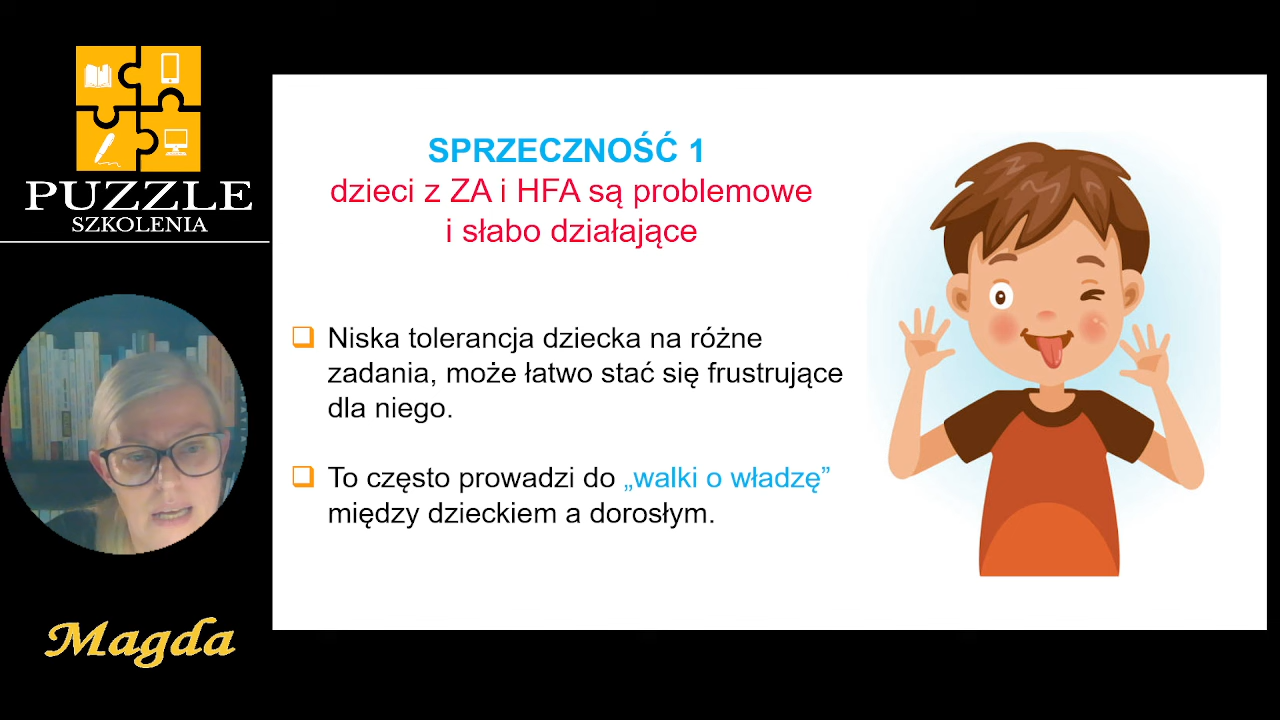 PUZZLE
SZKOLENIA
SPRZECZNOŚĆ 1
dzieci z ZA i HFA są problemowe
i słabo działające
Niska tolerancja dziecka na różne
zadania, może łatwo stać się frustrujące
dla niego.
To często prowadzi do „walki o władzę”
między dzieckiem a dorosłym.
Magda